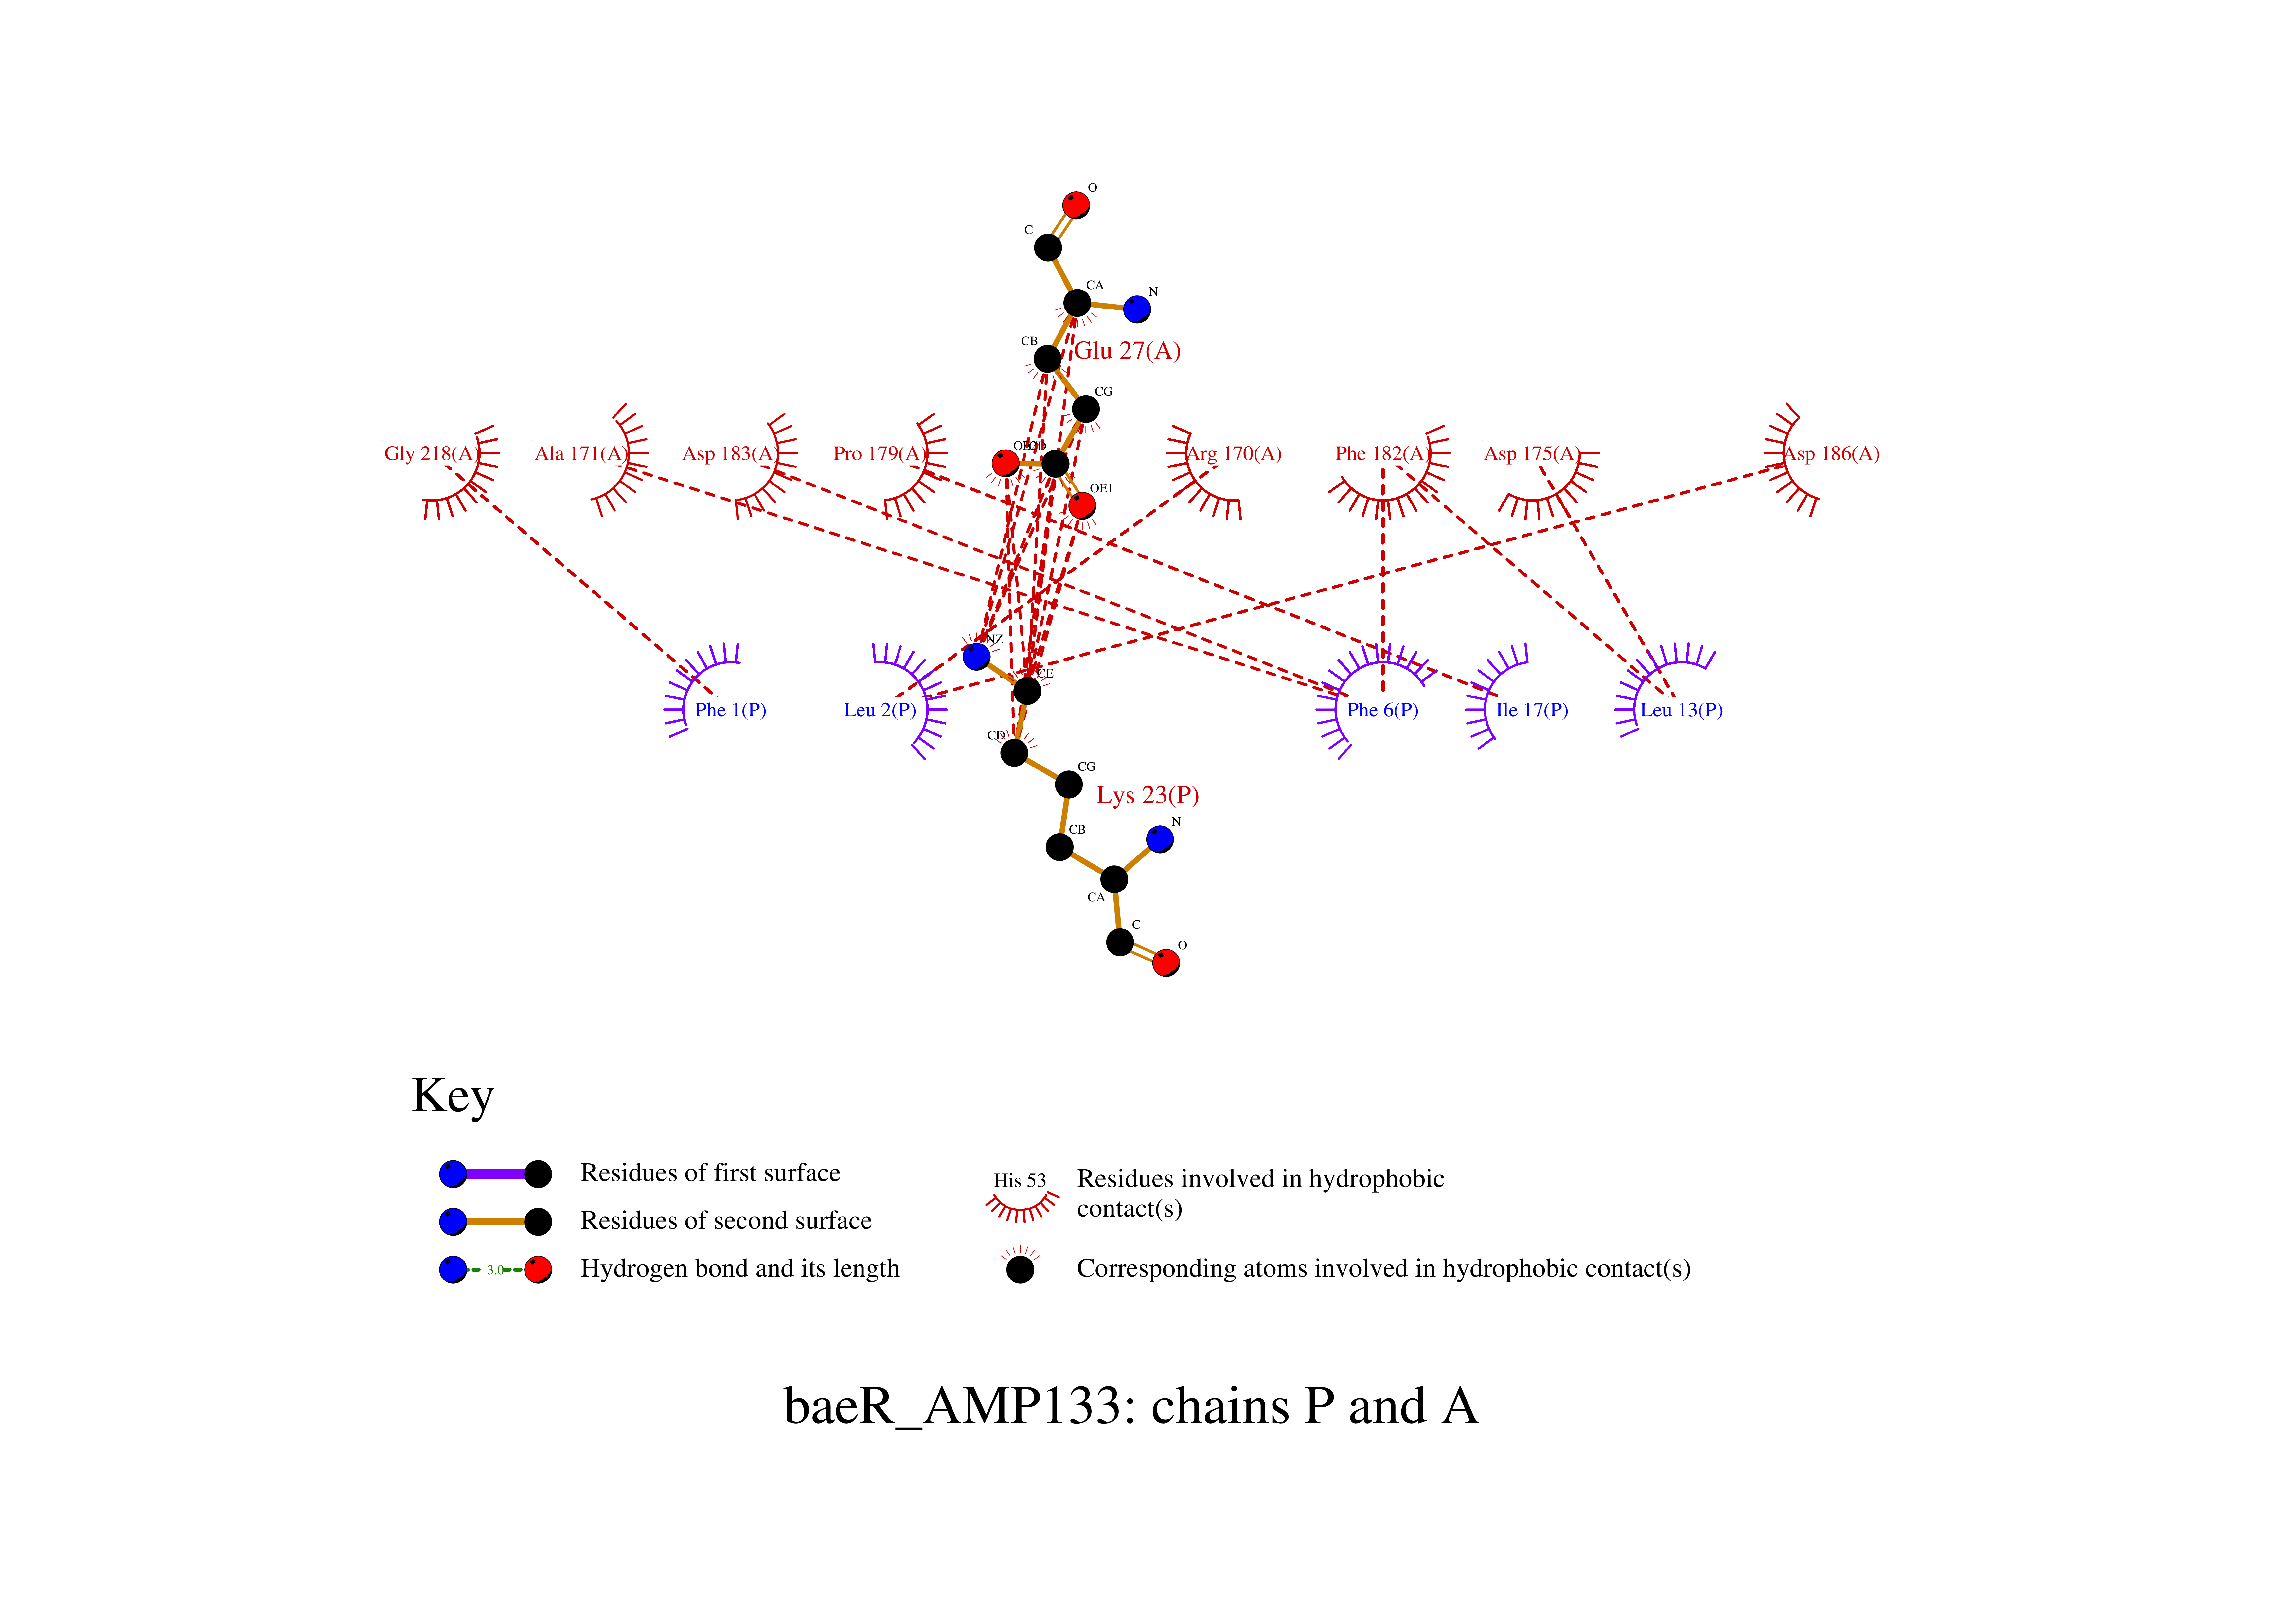 O
C
CA
N
CB
Glu 27(A)
CG
Gly 218(A) Ala 171(A) Asp 183(A) Pro 179(A) Arg 170(A) Phe 182(A) Asp 175(A) Asp 186(A)
OE1
NZ
CE
Phe 1(P) Leu 2(P) Phe 6(P) Ile 17(P) Leu 13(P)
CD
CG
Lys 23(P)
N
CB
CA
C
O
Key
Residues of first surface
Residues of second surface
3.0
Hydrogen bond and its length
His 53
Residues involved in hydrophobic
contact(s)
Corresponding atoms involved in hydrophobic contact(s)
baeR_AMP133: chains P and A